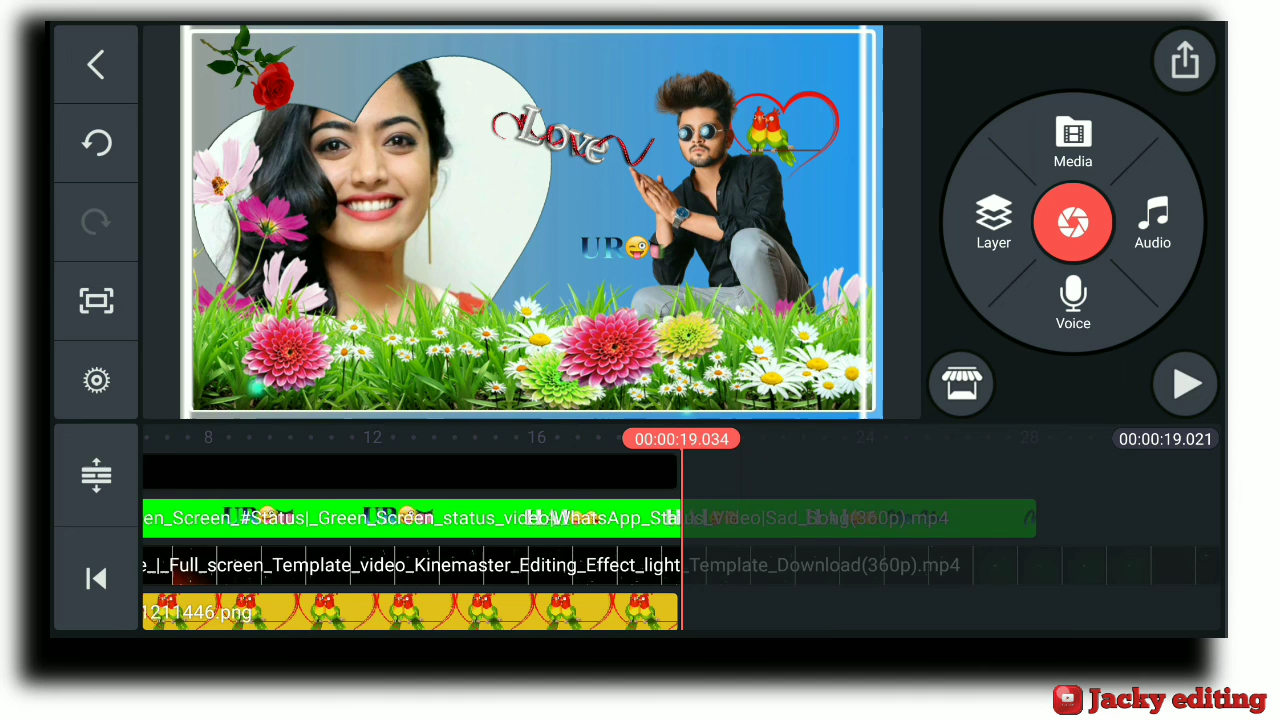 Love
UR
Media
Layer
Audio
Voice
8
12
16
00:00:19.034
24
28
00:00:19.021
en_Screen_#Status|_Green_Screen_status_video|WhatsApp_Status_Video|Sad_Song(360p).mp4
e_|_Full_screen_Template_video_Kinemaster_Editing_Effect_light_Template_Download(360p).mp4
1211446.png
Jacky editing